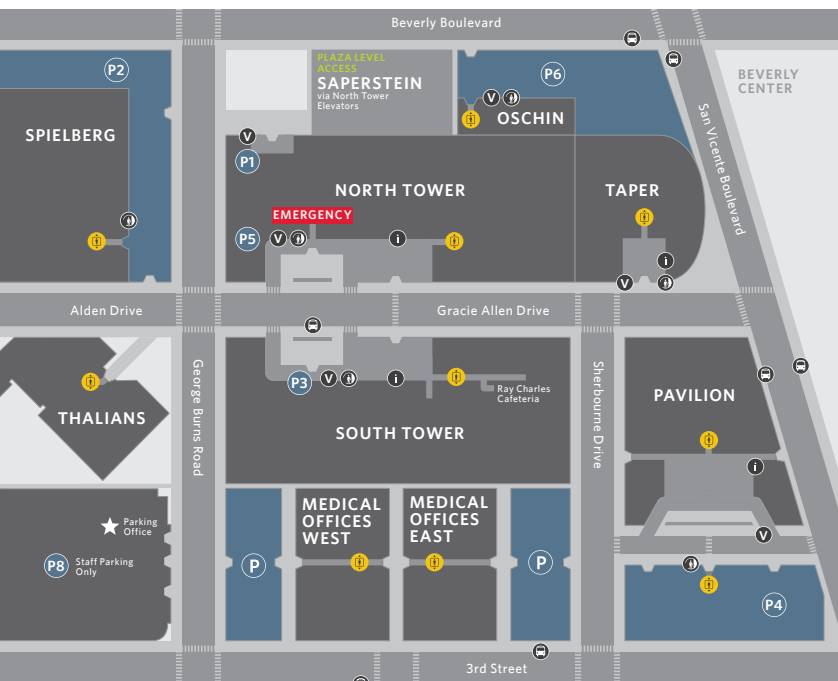 Beverly Boulevard
P2
PLAZA LEVEL
ACCESS
SAPERSTEIN
via North Tower
Elevators
P6
BEVERLY
CENTER
V
OSCHIN
SPIELBERG
V
P1
San Vicente Boulevard
NORTH TOWER
TAPER
EMERGENCY
P5
V
i
i
V
Alden Drive
Gracie Allen Drive
George Burns Road
Sherbourne Drive
P3
V
i
Ray Charles
Cafeteria
THALIANS
PAVILION
SOUTH TOWER
i
MEDICAL
OFFICES
WEST
MEDICAL
OFFICES
EAST
Parking
Office
V
P8
Staff Parking
Only
P
P
P4
3rd Street